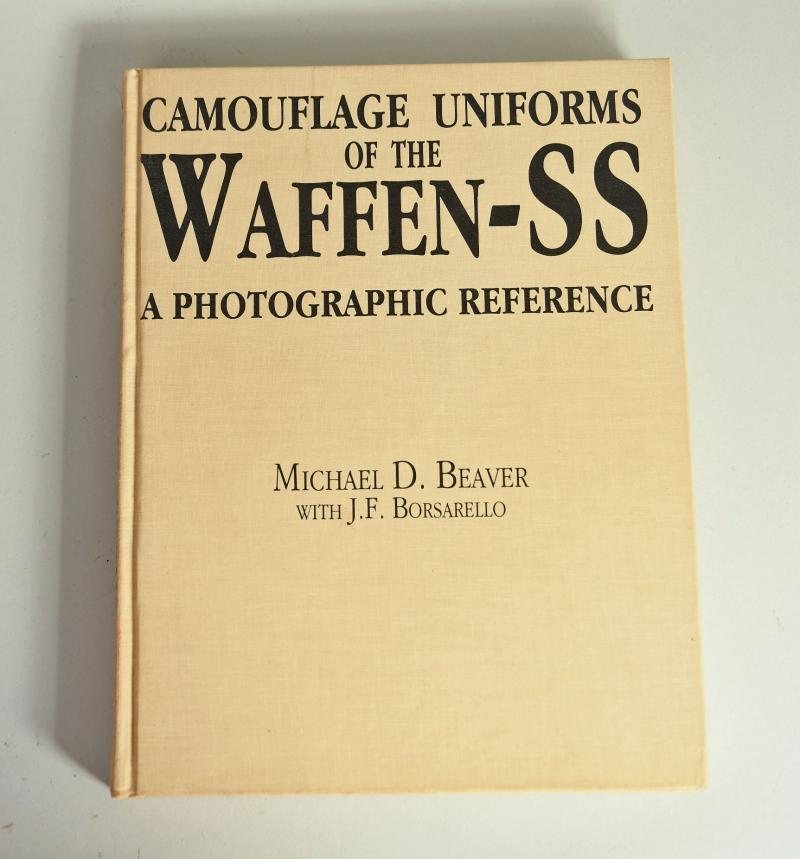 CAMOUFLAGE UNIFORMS
OF THE
WAFFEN-SS
A PHOTOGRAPHIC REFERENCE
MICHAEL D. BEAVER
WITH J.F. BORSARELLO